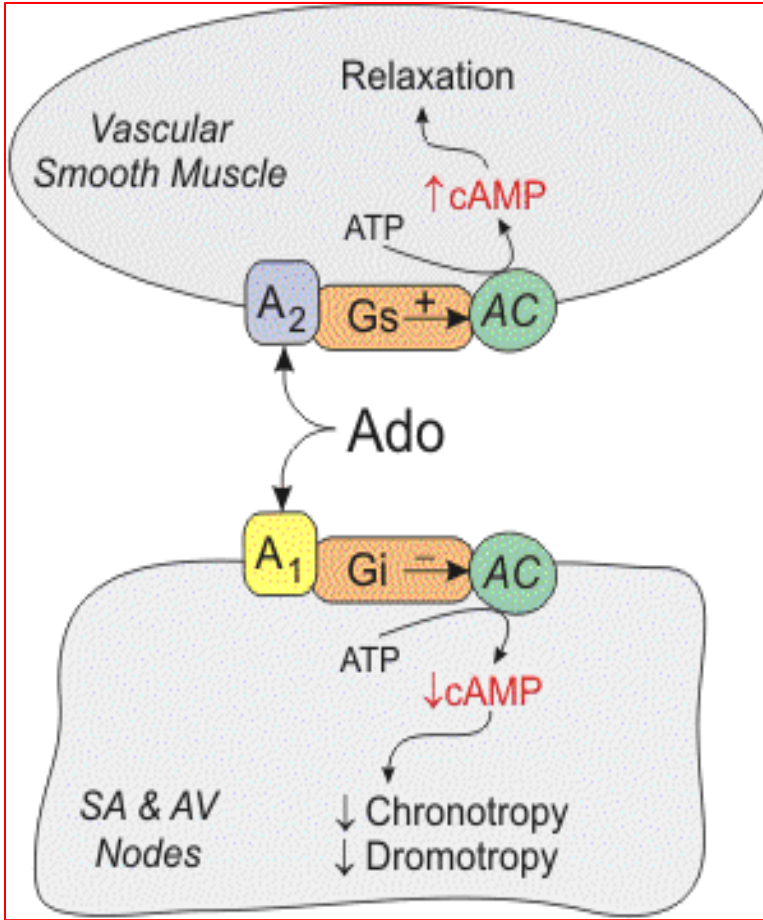 Relaxation
Vascular
Smooth Muscle
↑cAMP
ATP
A2
Gs
+
AC
Ado
A1
Gi
−
AC
ATP
↓cAMP
SA & AV
Nodes
↓ Chronotropy
↓ Dromotropy